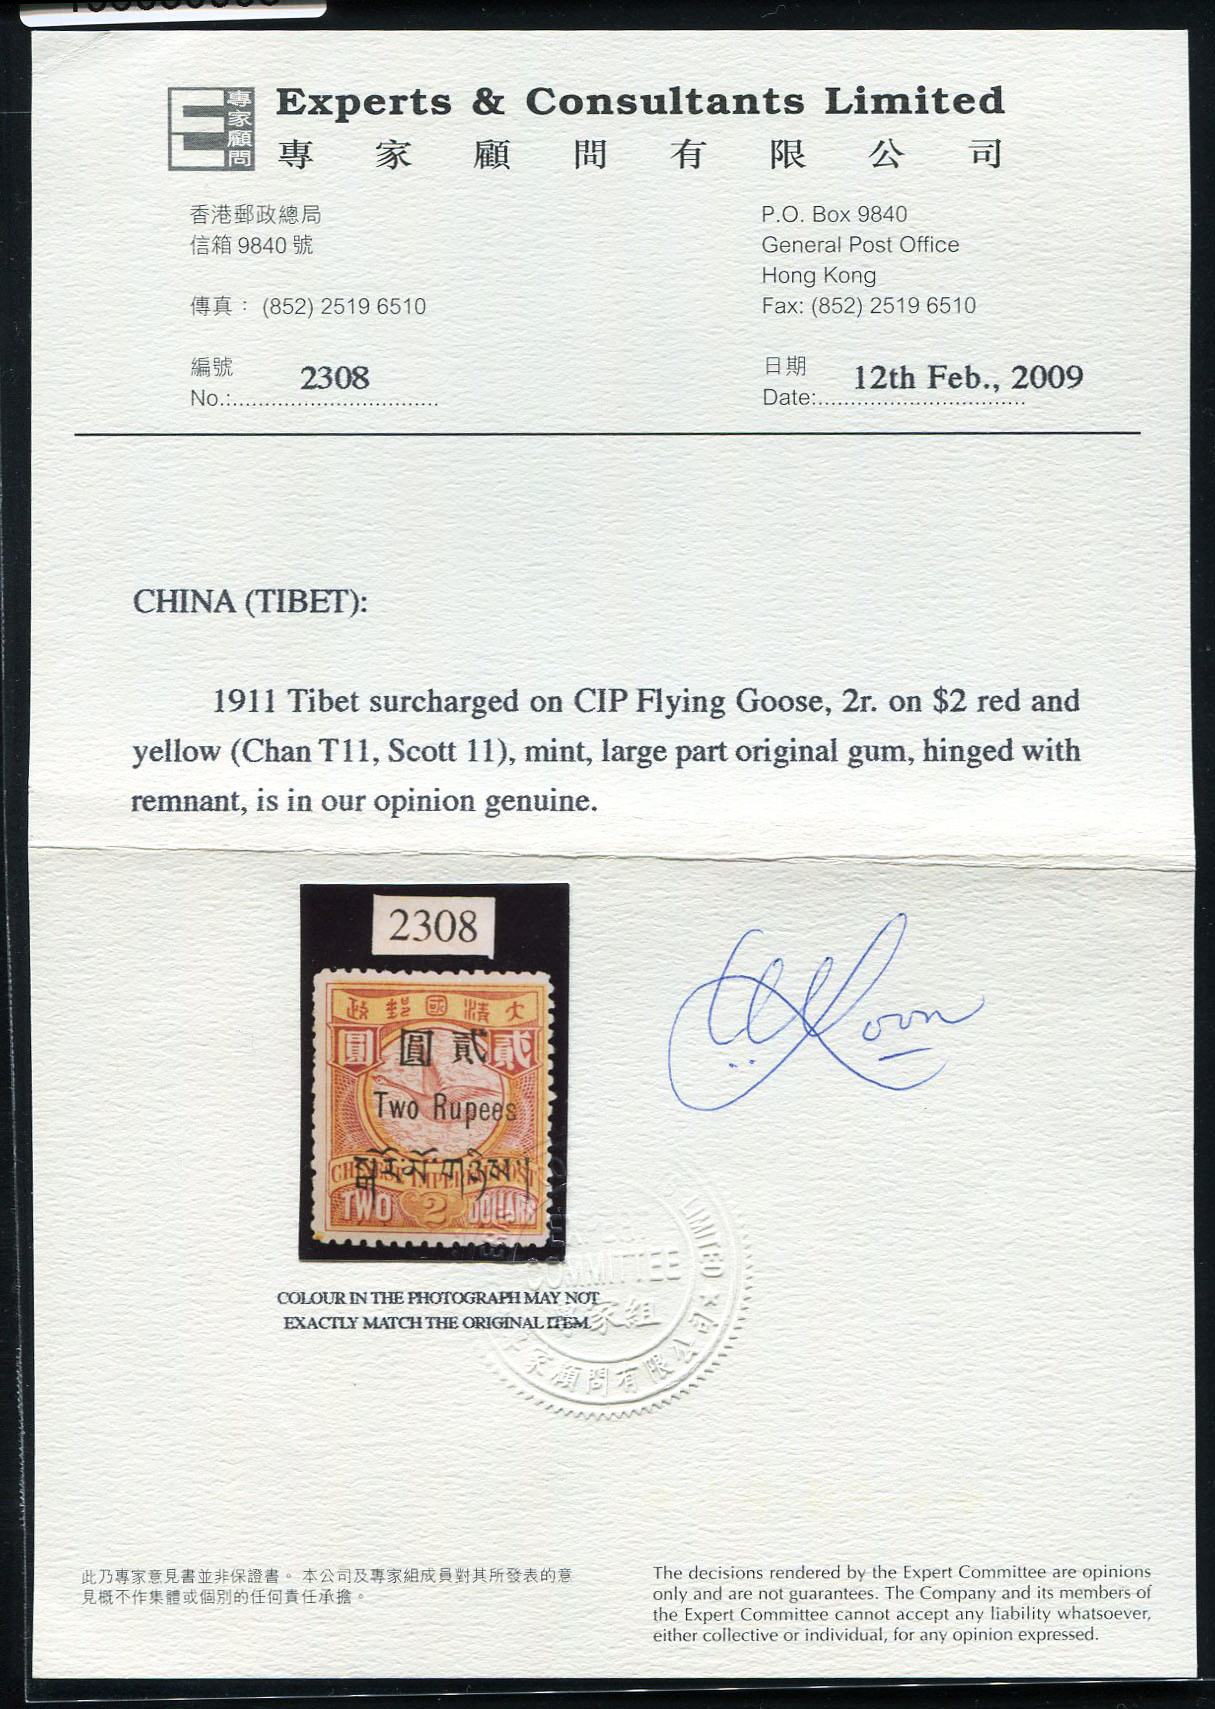 專家顧問
Experts & Consultants Limited
專家顧問有限公司
香港郵政總局
信箱 9840 號
傳真： (852) 2519 6510
P.O. Box 9840
General Post Office
Hong Kong
Fax: (852) 2519 6510
編號
No.:................................ 2308
日期
Date:................................ 12th Feb., 2009
CHINA (TIBET):
1911 Tibet surcharged on CIP Flying Goose, 2r. on $2 red and
yellow (Chan T11, Scott 11), mint, large part original gum, hinged with
remnant, is in our opinion genuine.
2308
政郵國清大
圓 圓 貳 貳
Two Rupees
CHINESE IMPERIAL POST
TWO 2 DOLLARS
COLOUR IN THE PHOTOGRAPH MAY NOT
EXACTLY MATCH THE ORIGINAL ITEM.
LIMITED
COMMITTEE
專家組
專家顧問有限公司
此乃專家意見書並非保證書。 本公司及專家組成員對其所發表的意
見概不作集體或個別的任何責任承擔。
The decisions rendered by the Expert Committee are opinions
only and are not guarantees. The Company and its members of
the Expert Committee cannot accept any liability whatsoever,
either collective or individual, for any opinion expressed.